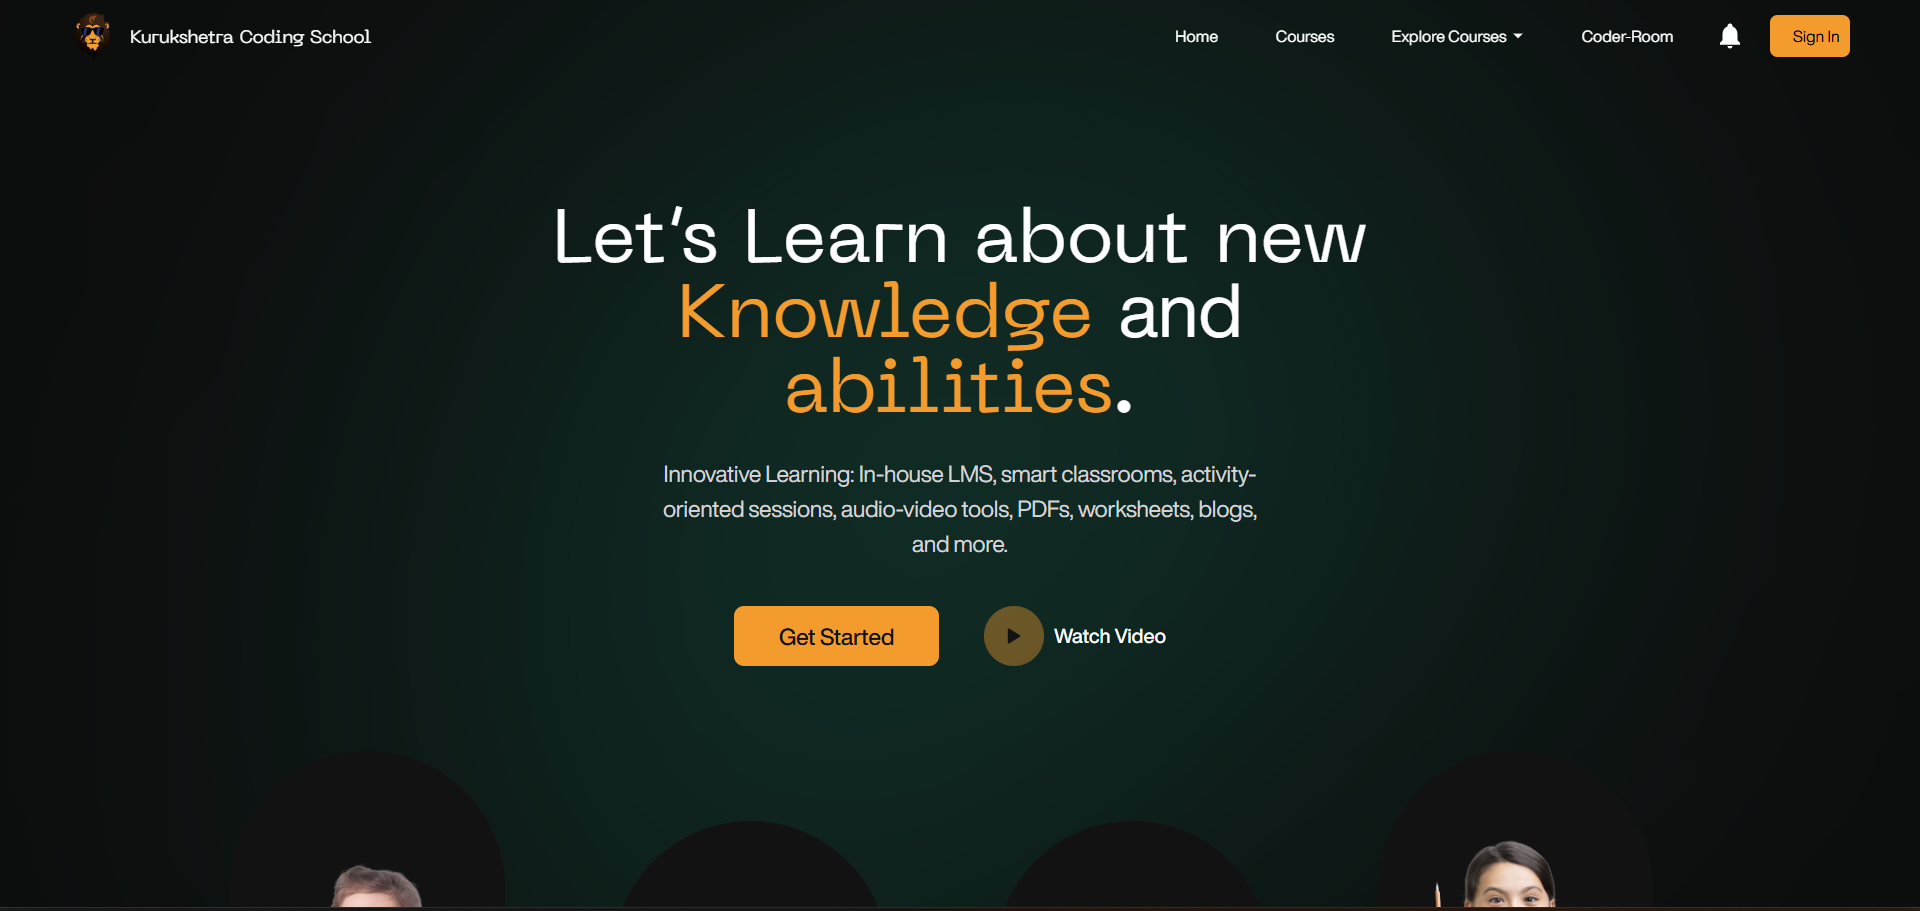 Kurukshetra Coding School
Home
Courses
Explore Courses
Coder-Room
Sign In
Let's Learn about new
Knowledge and
abilities.
Innovative Learning: In-house LMS, smart classrooms, activity-
oriented sessions, audio-video tools, PDFs, worksheets, blogs,
and more.
Get Started
Watch Video